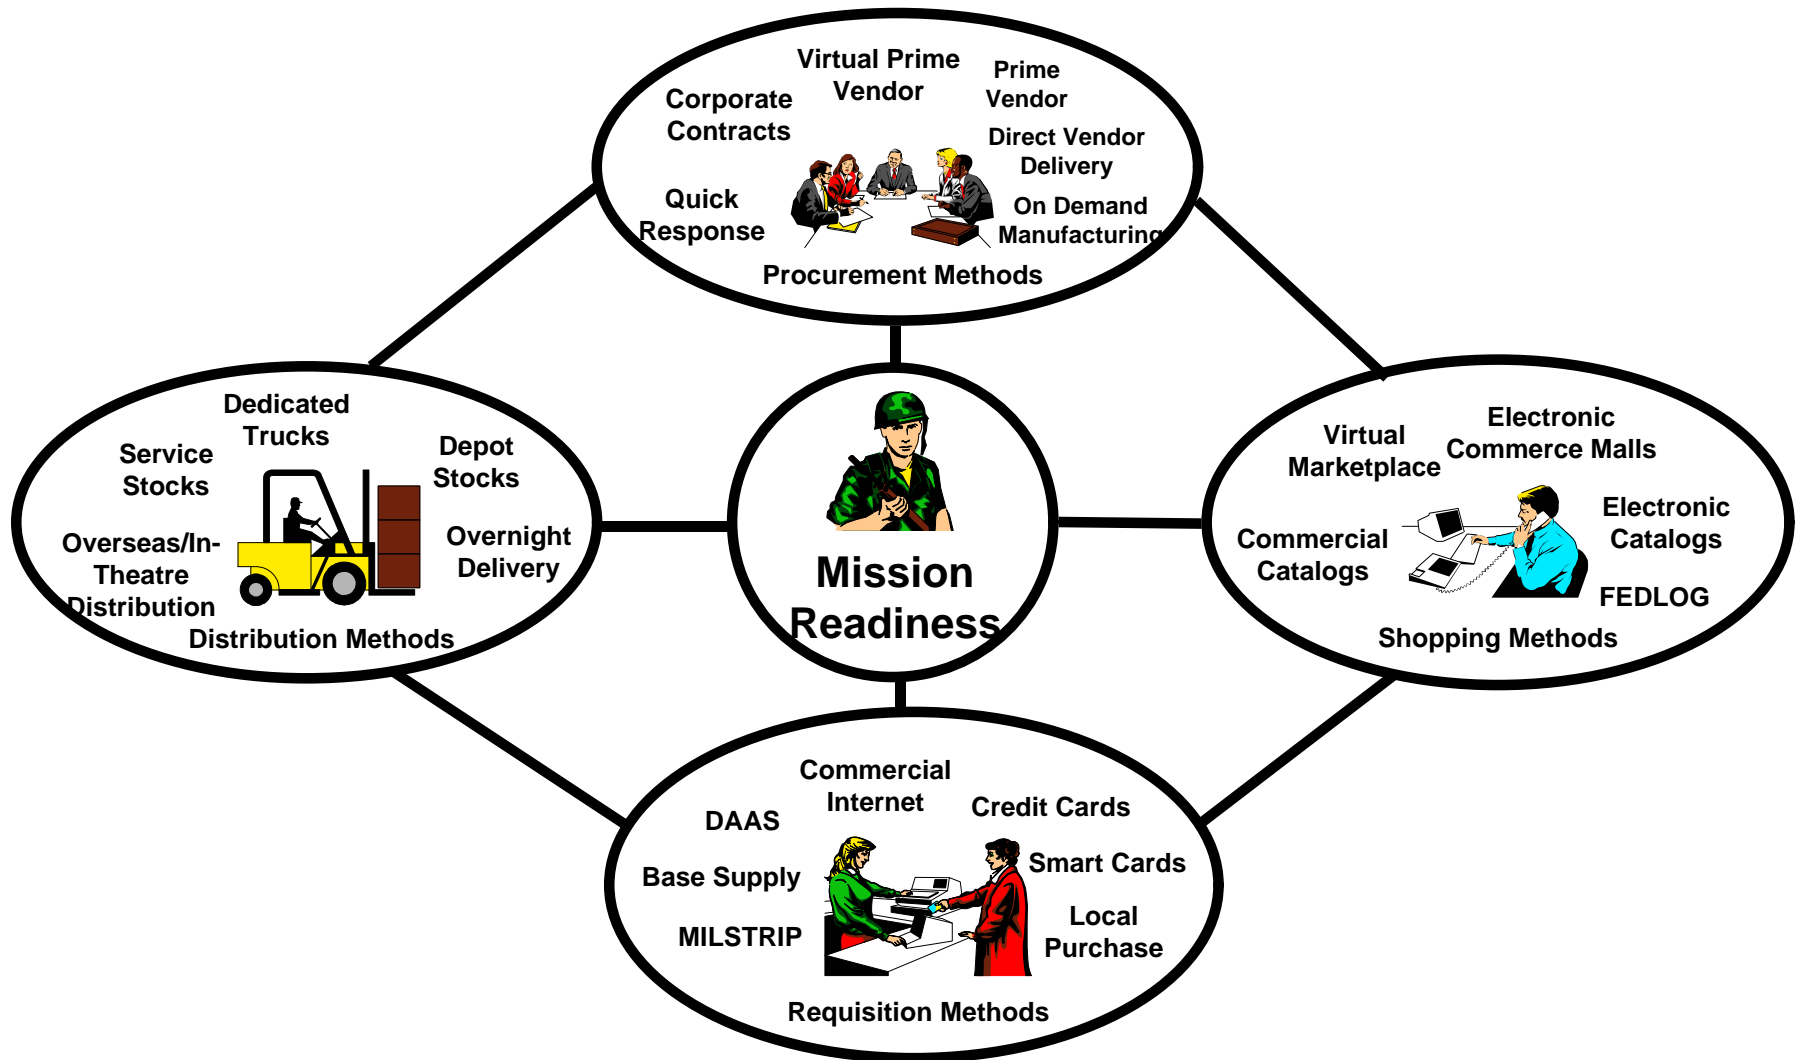 Virtual Prime
Vendor
Prime
Vendor
Corporate
Contracts
Direct Vendor
Delivery
Quick
Response
On Demand
Manufacturing
Procurement Methods
Dedicated
Trucks
Service
Stocks
Depot
Stocks
Overseas/In-
Theatre
Distribution
Overnight
Delivery
Distribution Methods
Mission
Readiness
Electronic
Commerce Malls
Virtual
Marketplace
Electronic
Catalogs
Commercial
Catalogs
FEDLOG
Shopping Methods
Commercial
Internet
Credit Cards
DAAS
Smart Cards
Base Supply
Local
Purchase
MILSTRIP
Requisition Methods